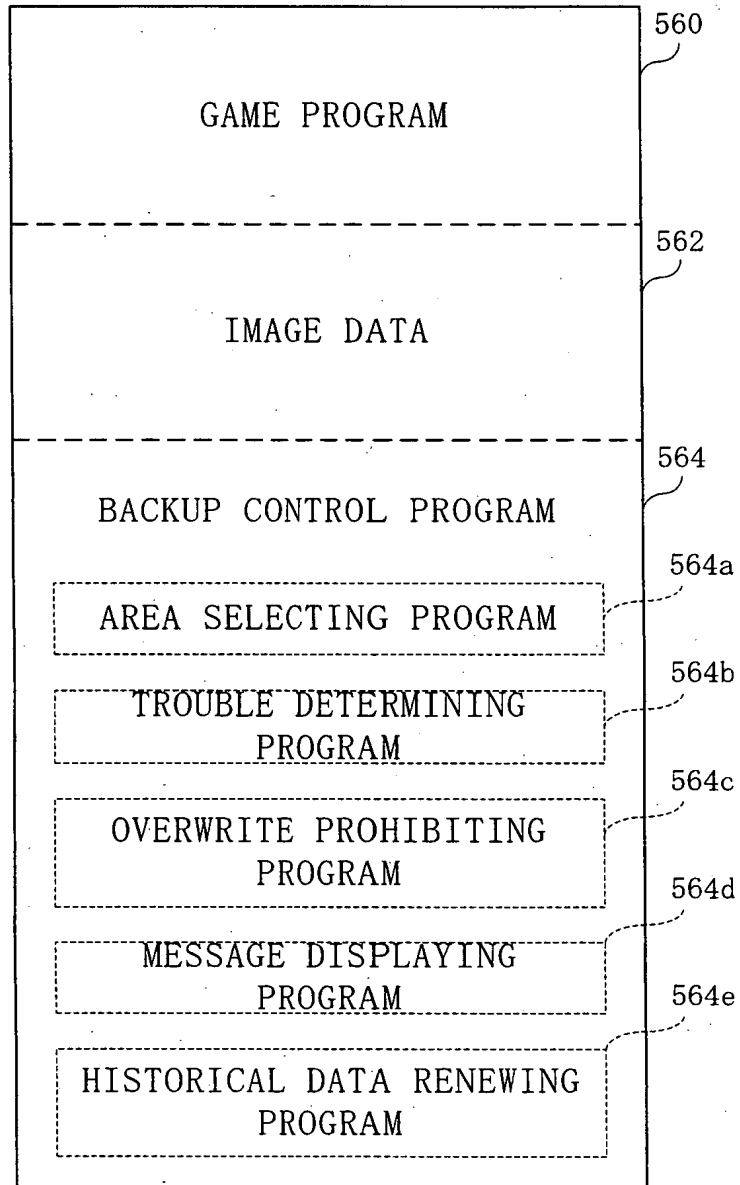 560
GAME PROGRAM
562
IMAGE DATA
564
BACKUP CONTROL PROGRAM
564a
AREA SELECTING PROGRAM
564b
TROUBLE DETERMINING
PROGRAM
564c
OVERWRITE PROHIBITING
PROGRAM
564d
MESSAGE DISPLAYING
PROGRAM
564e
HISTORICAL DATA RENEWING
PROGRAM